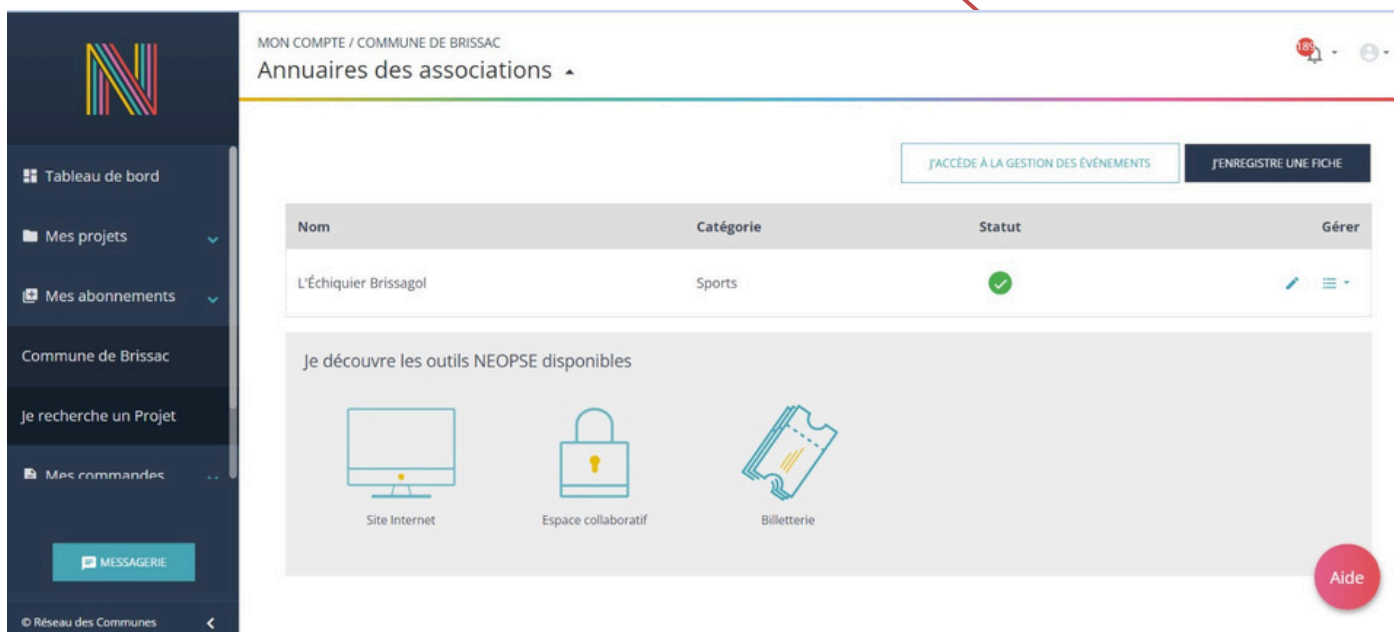 MON COMPTE / COMMUNE DE BRISSAC
Annuaires des associations
189
Tableau de bord
Mes projets
Mes abonnements
Commune de Brissac
Je recherche un Projet
Mes commandes
MESSAGERIE
© Réseau des Communes
J'ACCÈDE À LA GESTION DES ÉVÉNEMENTS
J'ENREGISTRE UNE FICHE
Nom Catégorie Statut Gérer
L'Échiquier Brissagol Sports
Je découvre les outils NEOPSE disponibles
Site Internet Espace collaboratif Billetterie
Aide